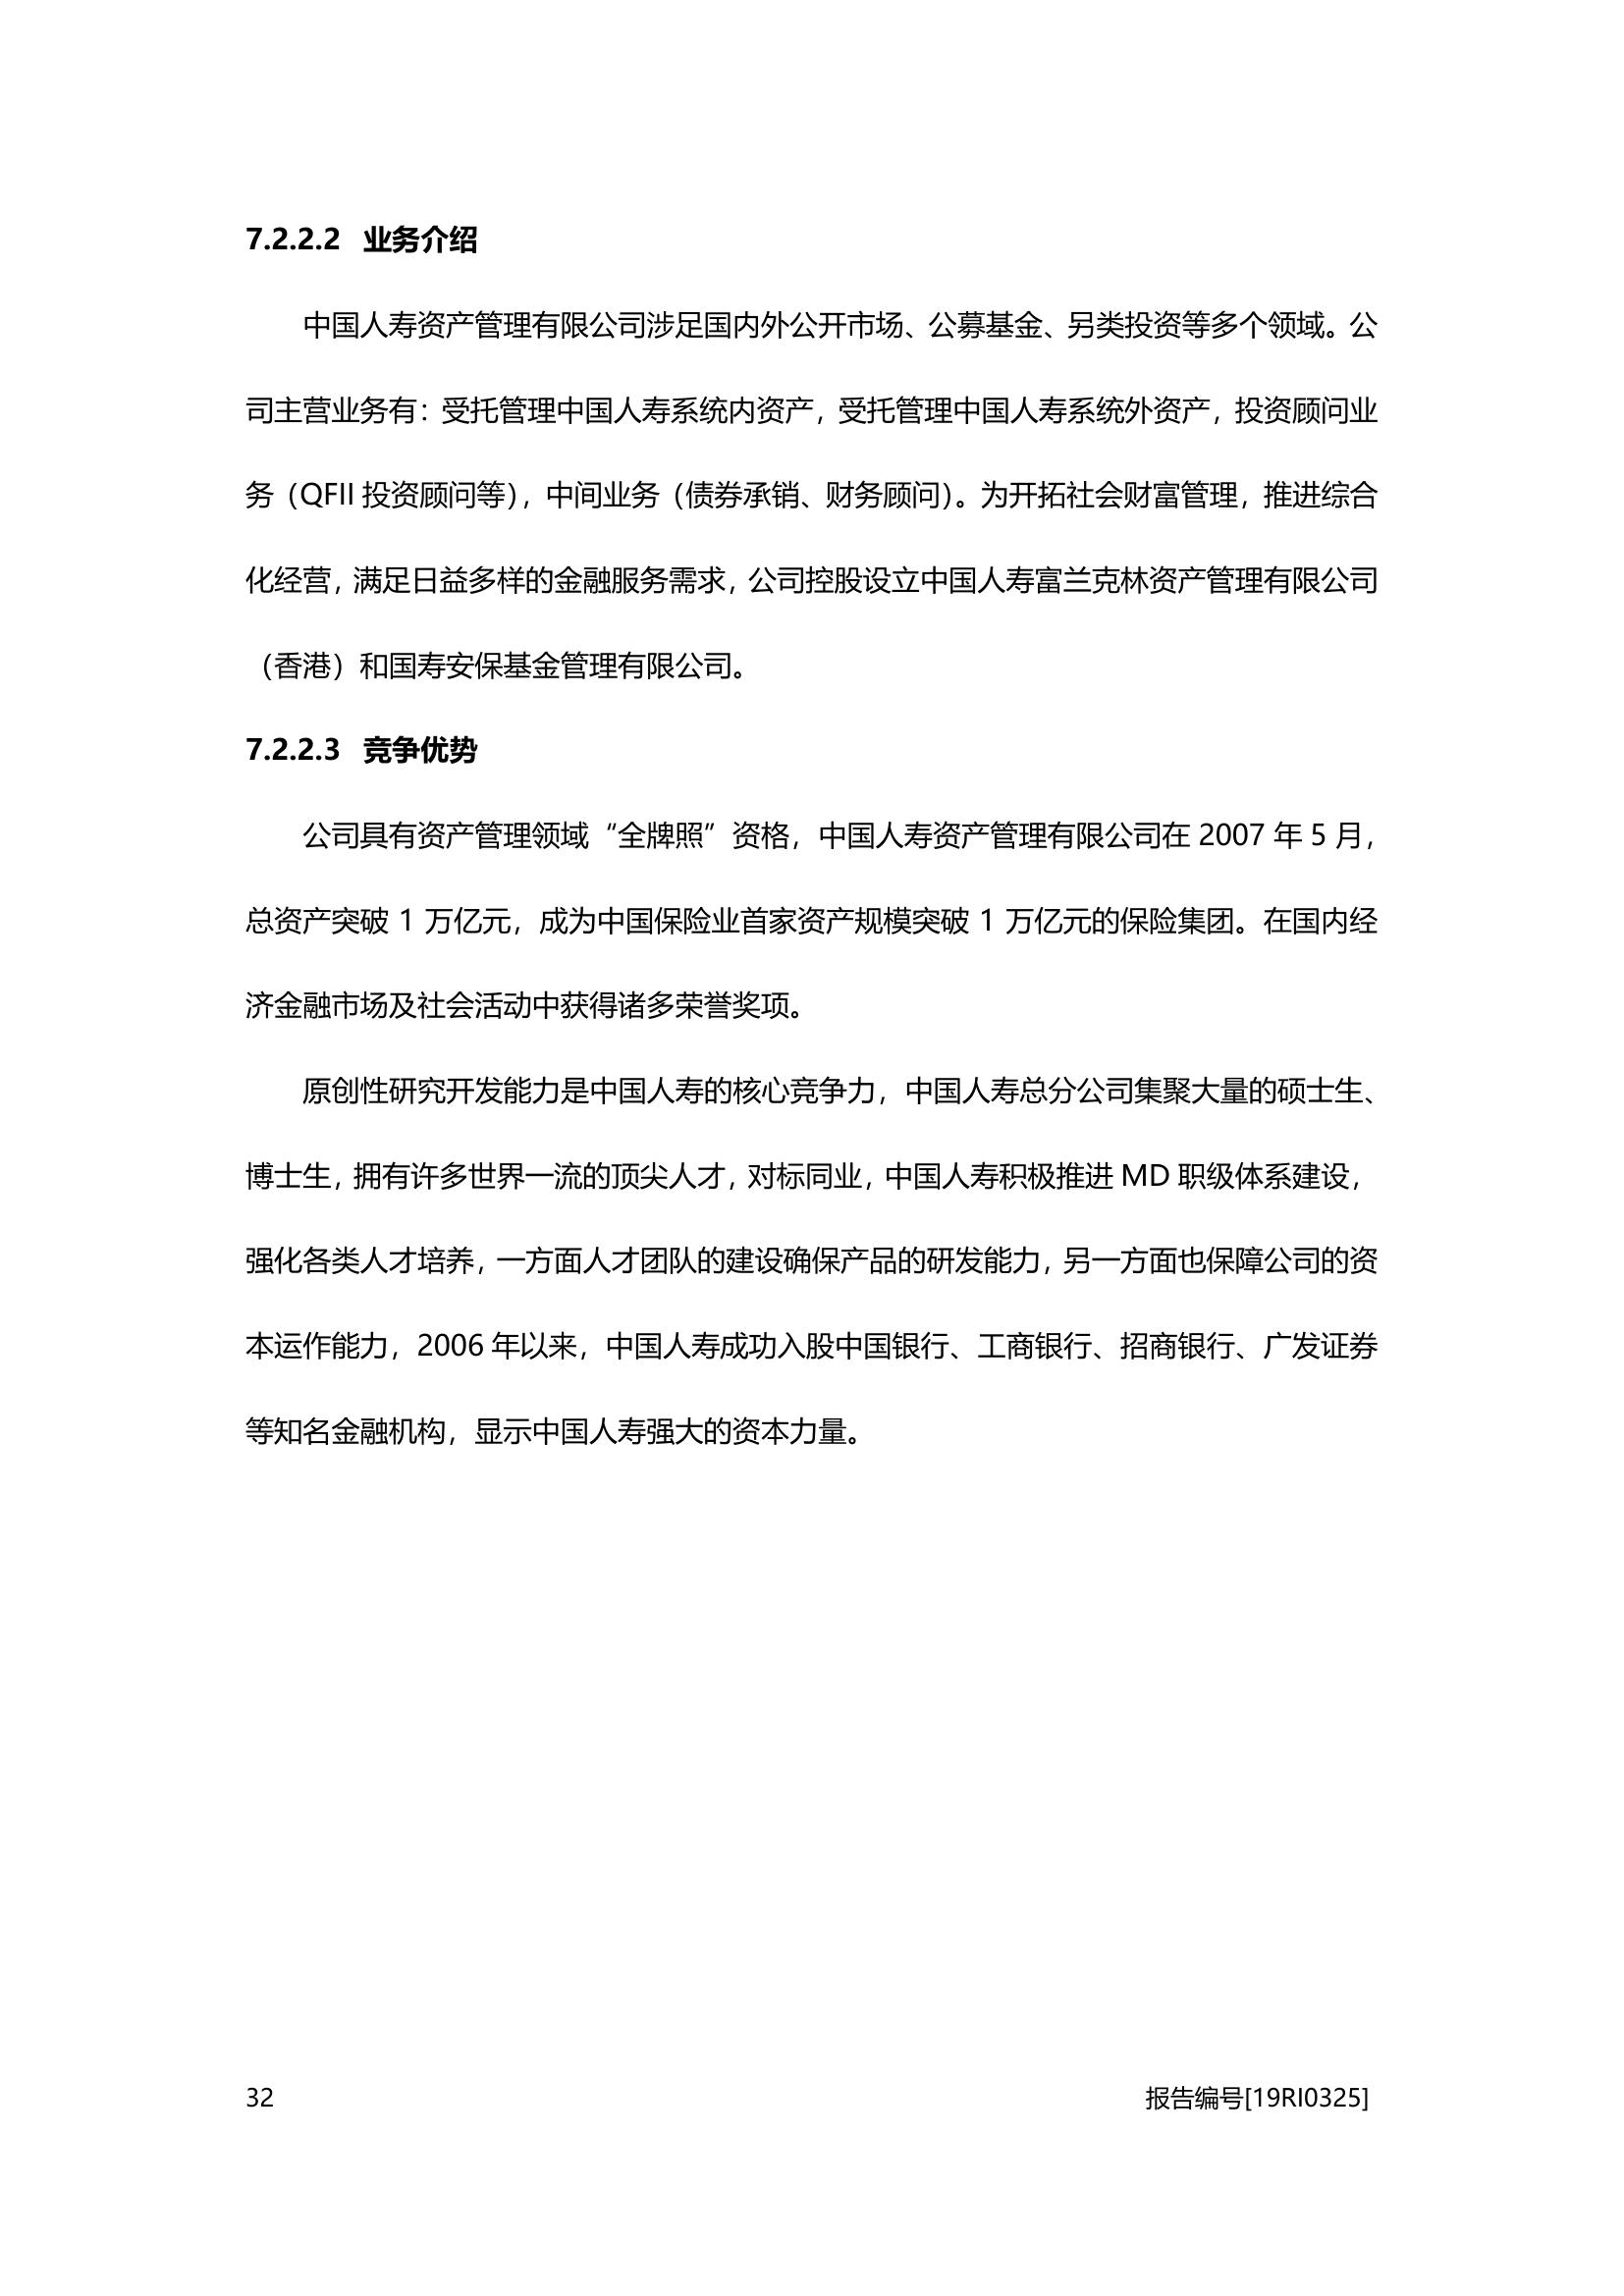 7.2.2.2 业务介绍
中国人寿资产管理有限公司涉足国内外公开市场、公募基金、另类投资等多个领域。公
司主营业务有：受托管理中国人寿系统内资产，受托管理中国人寿系统外资产，投资顾问业
务（QFII 投资顾问等），中间业务（债券承销、财务顾问）。为开拓社会财富管理，推进综合
化经营，满足日益多样的金融服务需求，公司控股设立中国人寿富兰克林资产管理有限公司
（香港）和国寿安保基金管理有限公司。
7.2.2.3 竞争优势
公司具有资产管理领域“全牌照”资格，中国人寿资产管理有限公司在 2007 年 5 月，
总资产突破 1 万亿元，成为中国保险业首家资产规模突破 1 万亿元的保险集团。在国内经
济金融市场及社会活动中获得诸多荣誉奖项。
原创性研究开发能力是中国人寿的核心竞争力，中国人寿总分公司集聚大量的硕士生、
博士生，拥有许多世界一流的顶尖人才，对标同业，中国人寿积极推进 MD 职级体系建设，
强化各类人才培养，一方面人才团队的建设确保产品的研发能力，另一方面也保障公司的资
本运作能力，2006 年以来，中国人寿成功入股中国银行、工商银行、招商银行、广发证券
等知名金融机构，显示中国人寿强大的资本力量。
32 报告编号[19RI0325]